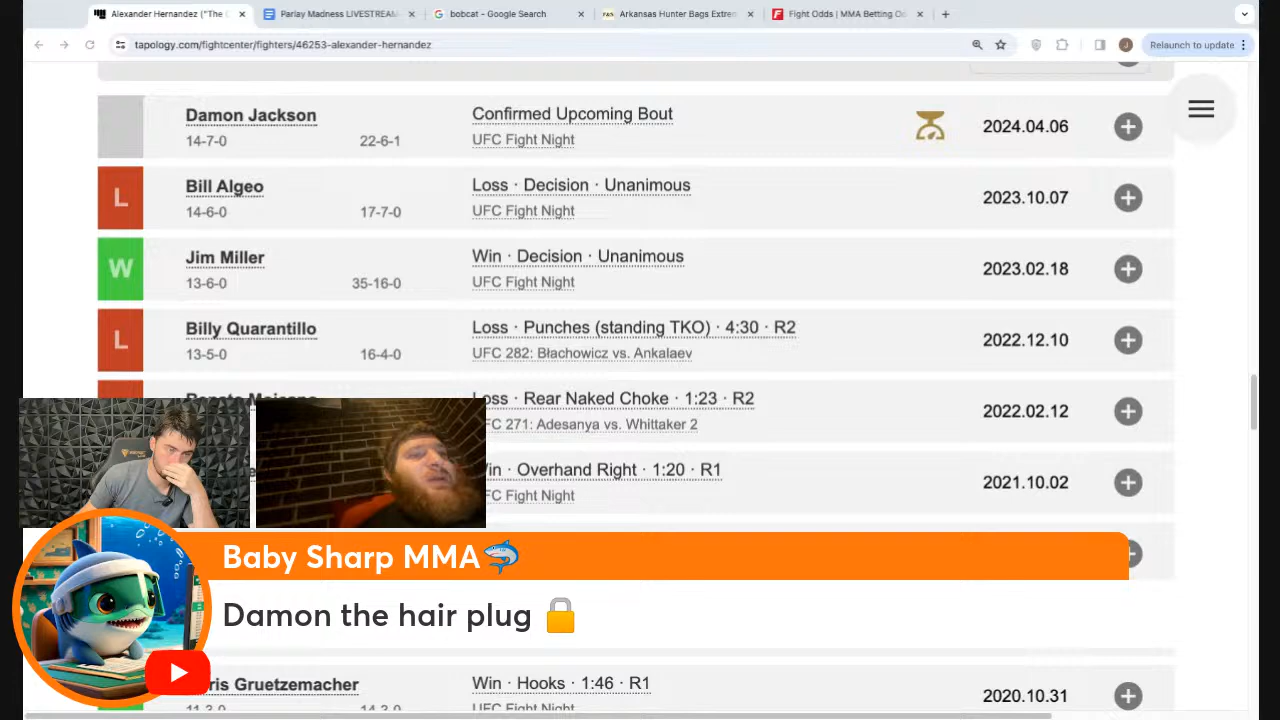 Alexander Hernandez ("The
Parlay Madness LIVESTREAM
bobcat - Google Search
Arkansas Hunter Bags Extrem
Fight Odds | MMA Betting Od
tapology.com/fightcenter/fighters/46253-alexander-hernandez
Relaunch to update
Damon Jackson Confirmed Upcoming Bout 2024.04.06
14-7-0 22-6-1 UFC Fight Night
L Bill Algeo Loss · Decision · Unanimous 2023.10.07
14-6-0 17-7-0 UFC Fight Night
W Jim Miller Win · Decision · Unanimous 2023.02.18
13-6-0 35-16-0 UFC Fight Night
L Billy Quarantillo Loss · Punches (standing TKO) · 4:30 · R2 2022.12.10
13-5-0 16-4-0 UFC 282: Błachowicz vs. Ankalaev
Loss · Rear Naked Choke · 1:23 · R2 2022.02.12
FC 271: Adesanya vs. Whittaker 2
in · Overhand Right · 1:20 · R1 2021.10.02
FC Fight Night
Baby Sharp MMA🦈
Damon the hair plug 🔒
ris Gruetzemacher Win · Hooks · 1:46 · R1 2020.10.31
UFC Fight Night